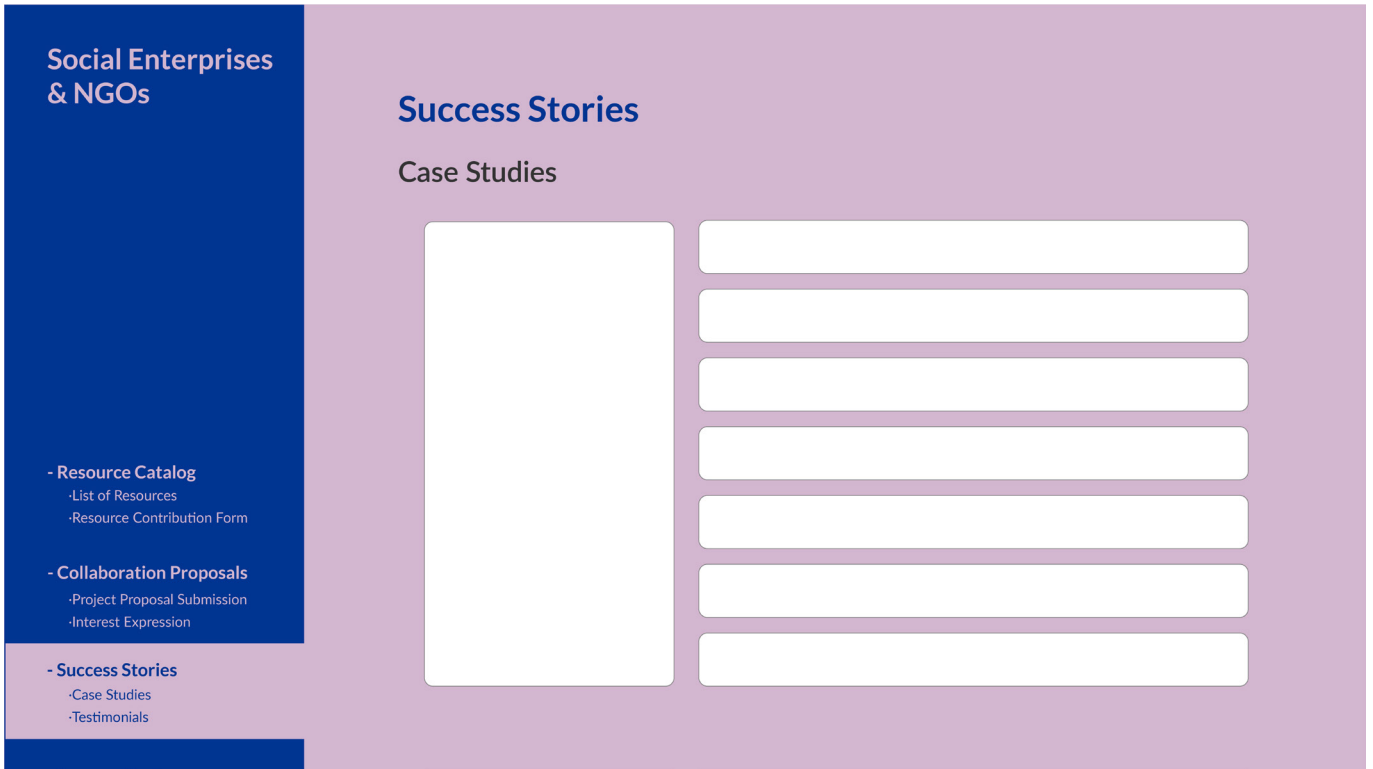 Social Enterprises
& NGOs
- Resource Catalog
·List of Resources
·Resource Contribution Form
- Collaboration Proposals
·Project Proposal Submission
·Interest Expression
- Success Stories
·Case Studies
·Testimonials
Success Stories
Case Studies